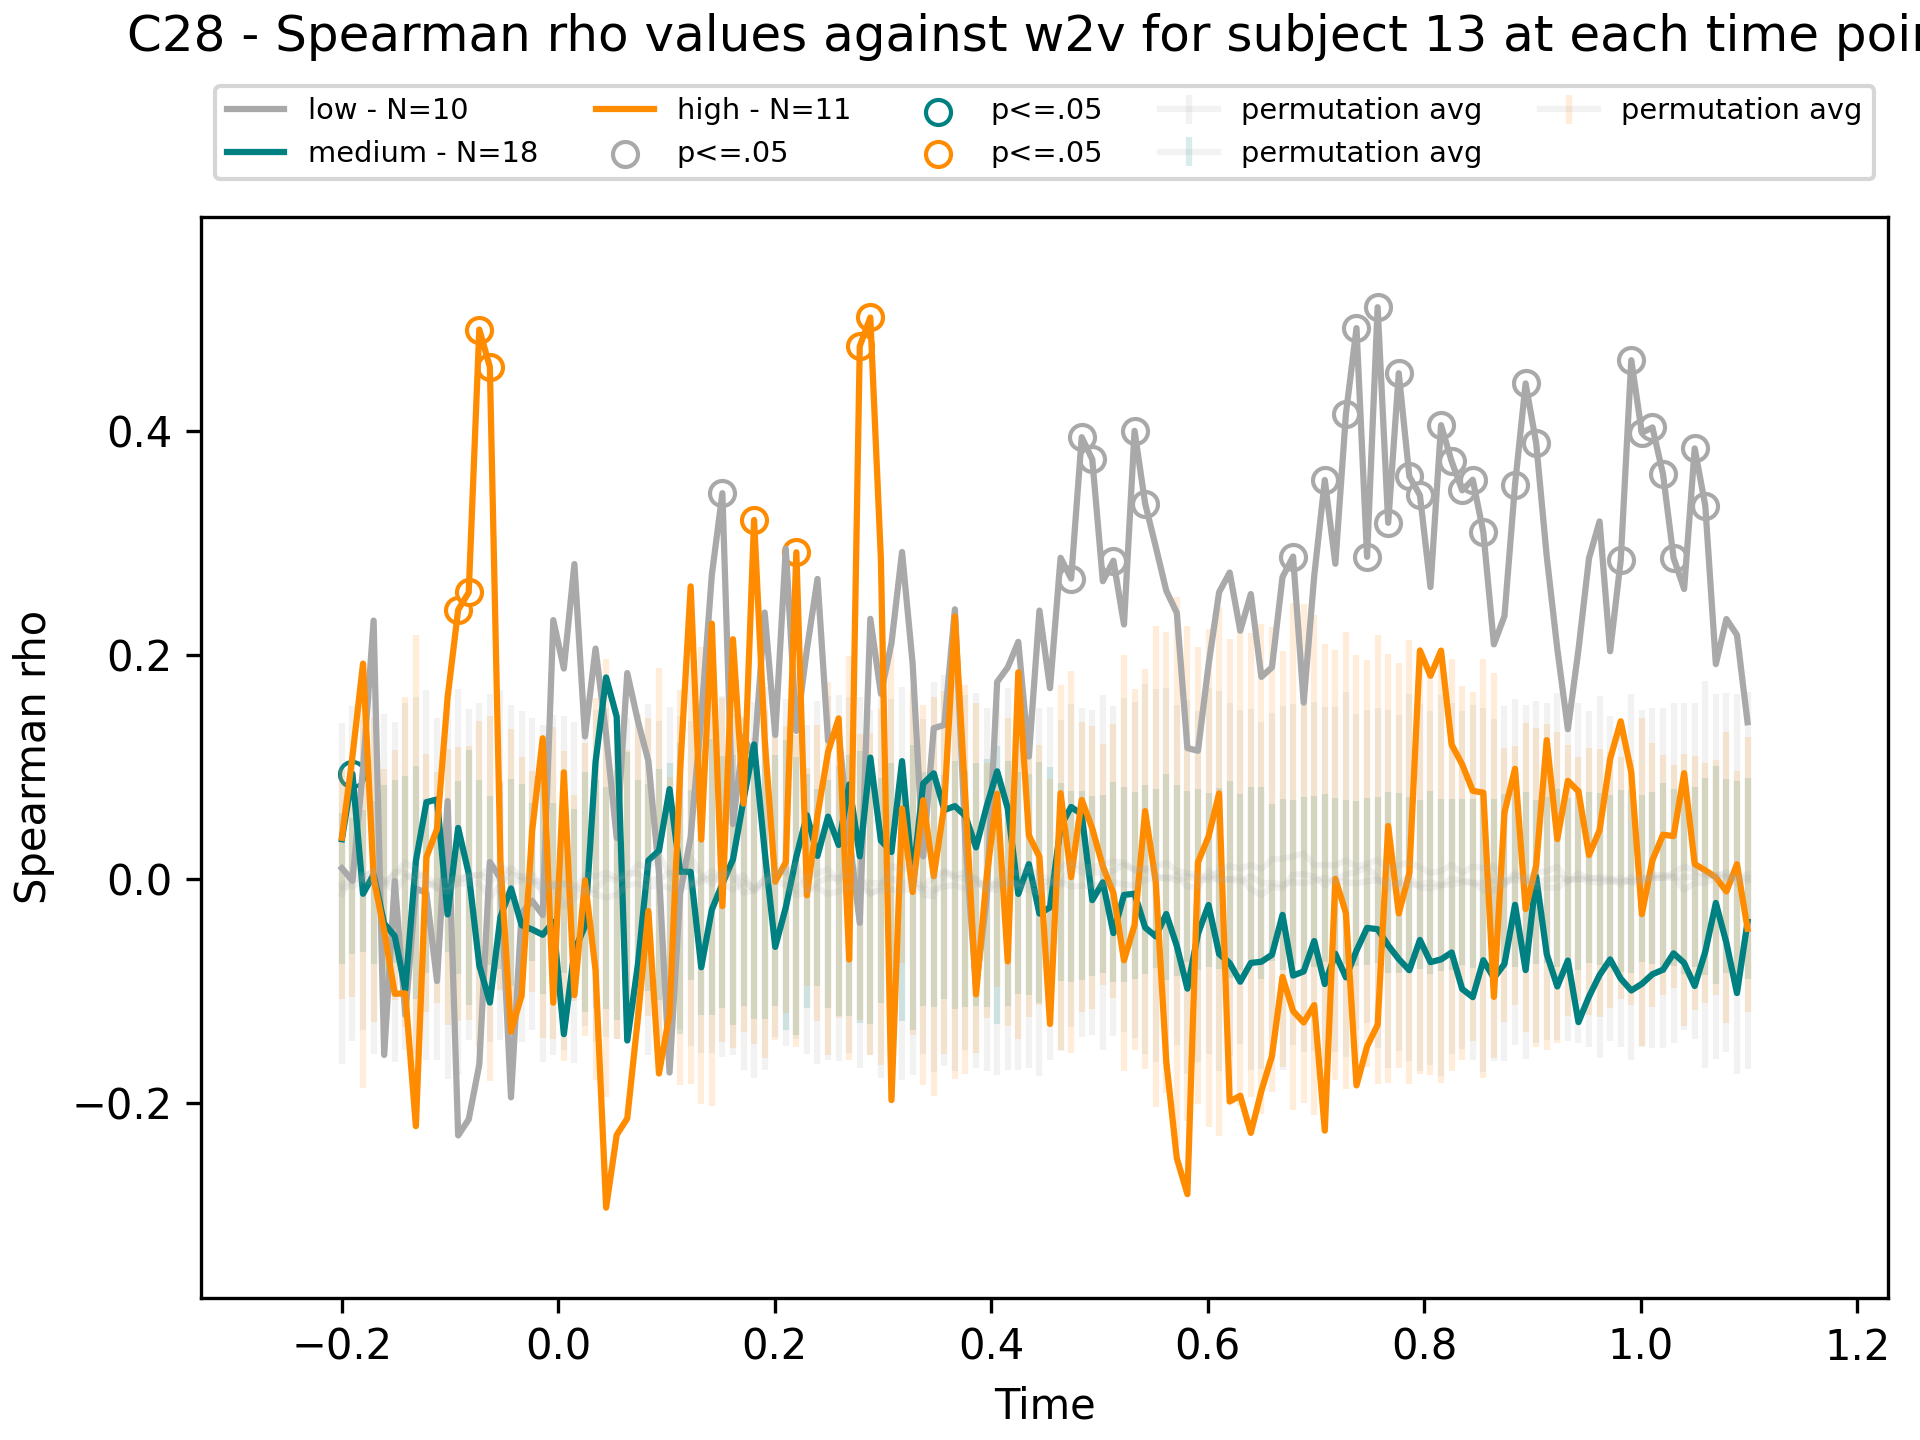 C28 - Spearman rho values against w2v for subject 13 at each time poi
low - N=10
medium - N=18
high - N=11
p<=.05
p<=.05
p<=.05
permutation avg
permutation avg
permutation avg
Spearman rho
0.4
0.2
0.0
−0.2
−0.2 0.0 0.2 0.4 0.6 0.8 1.0 1.2
Time